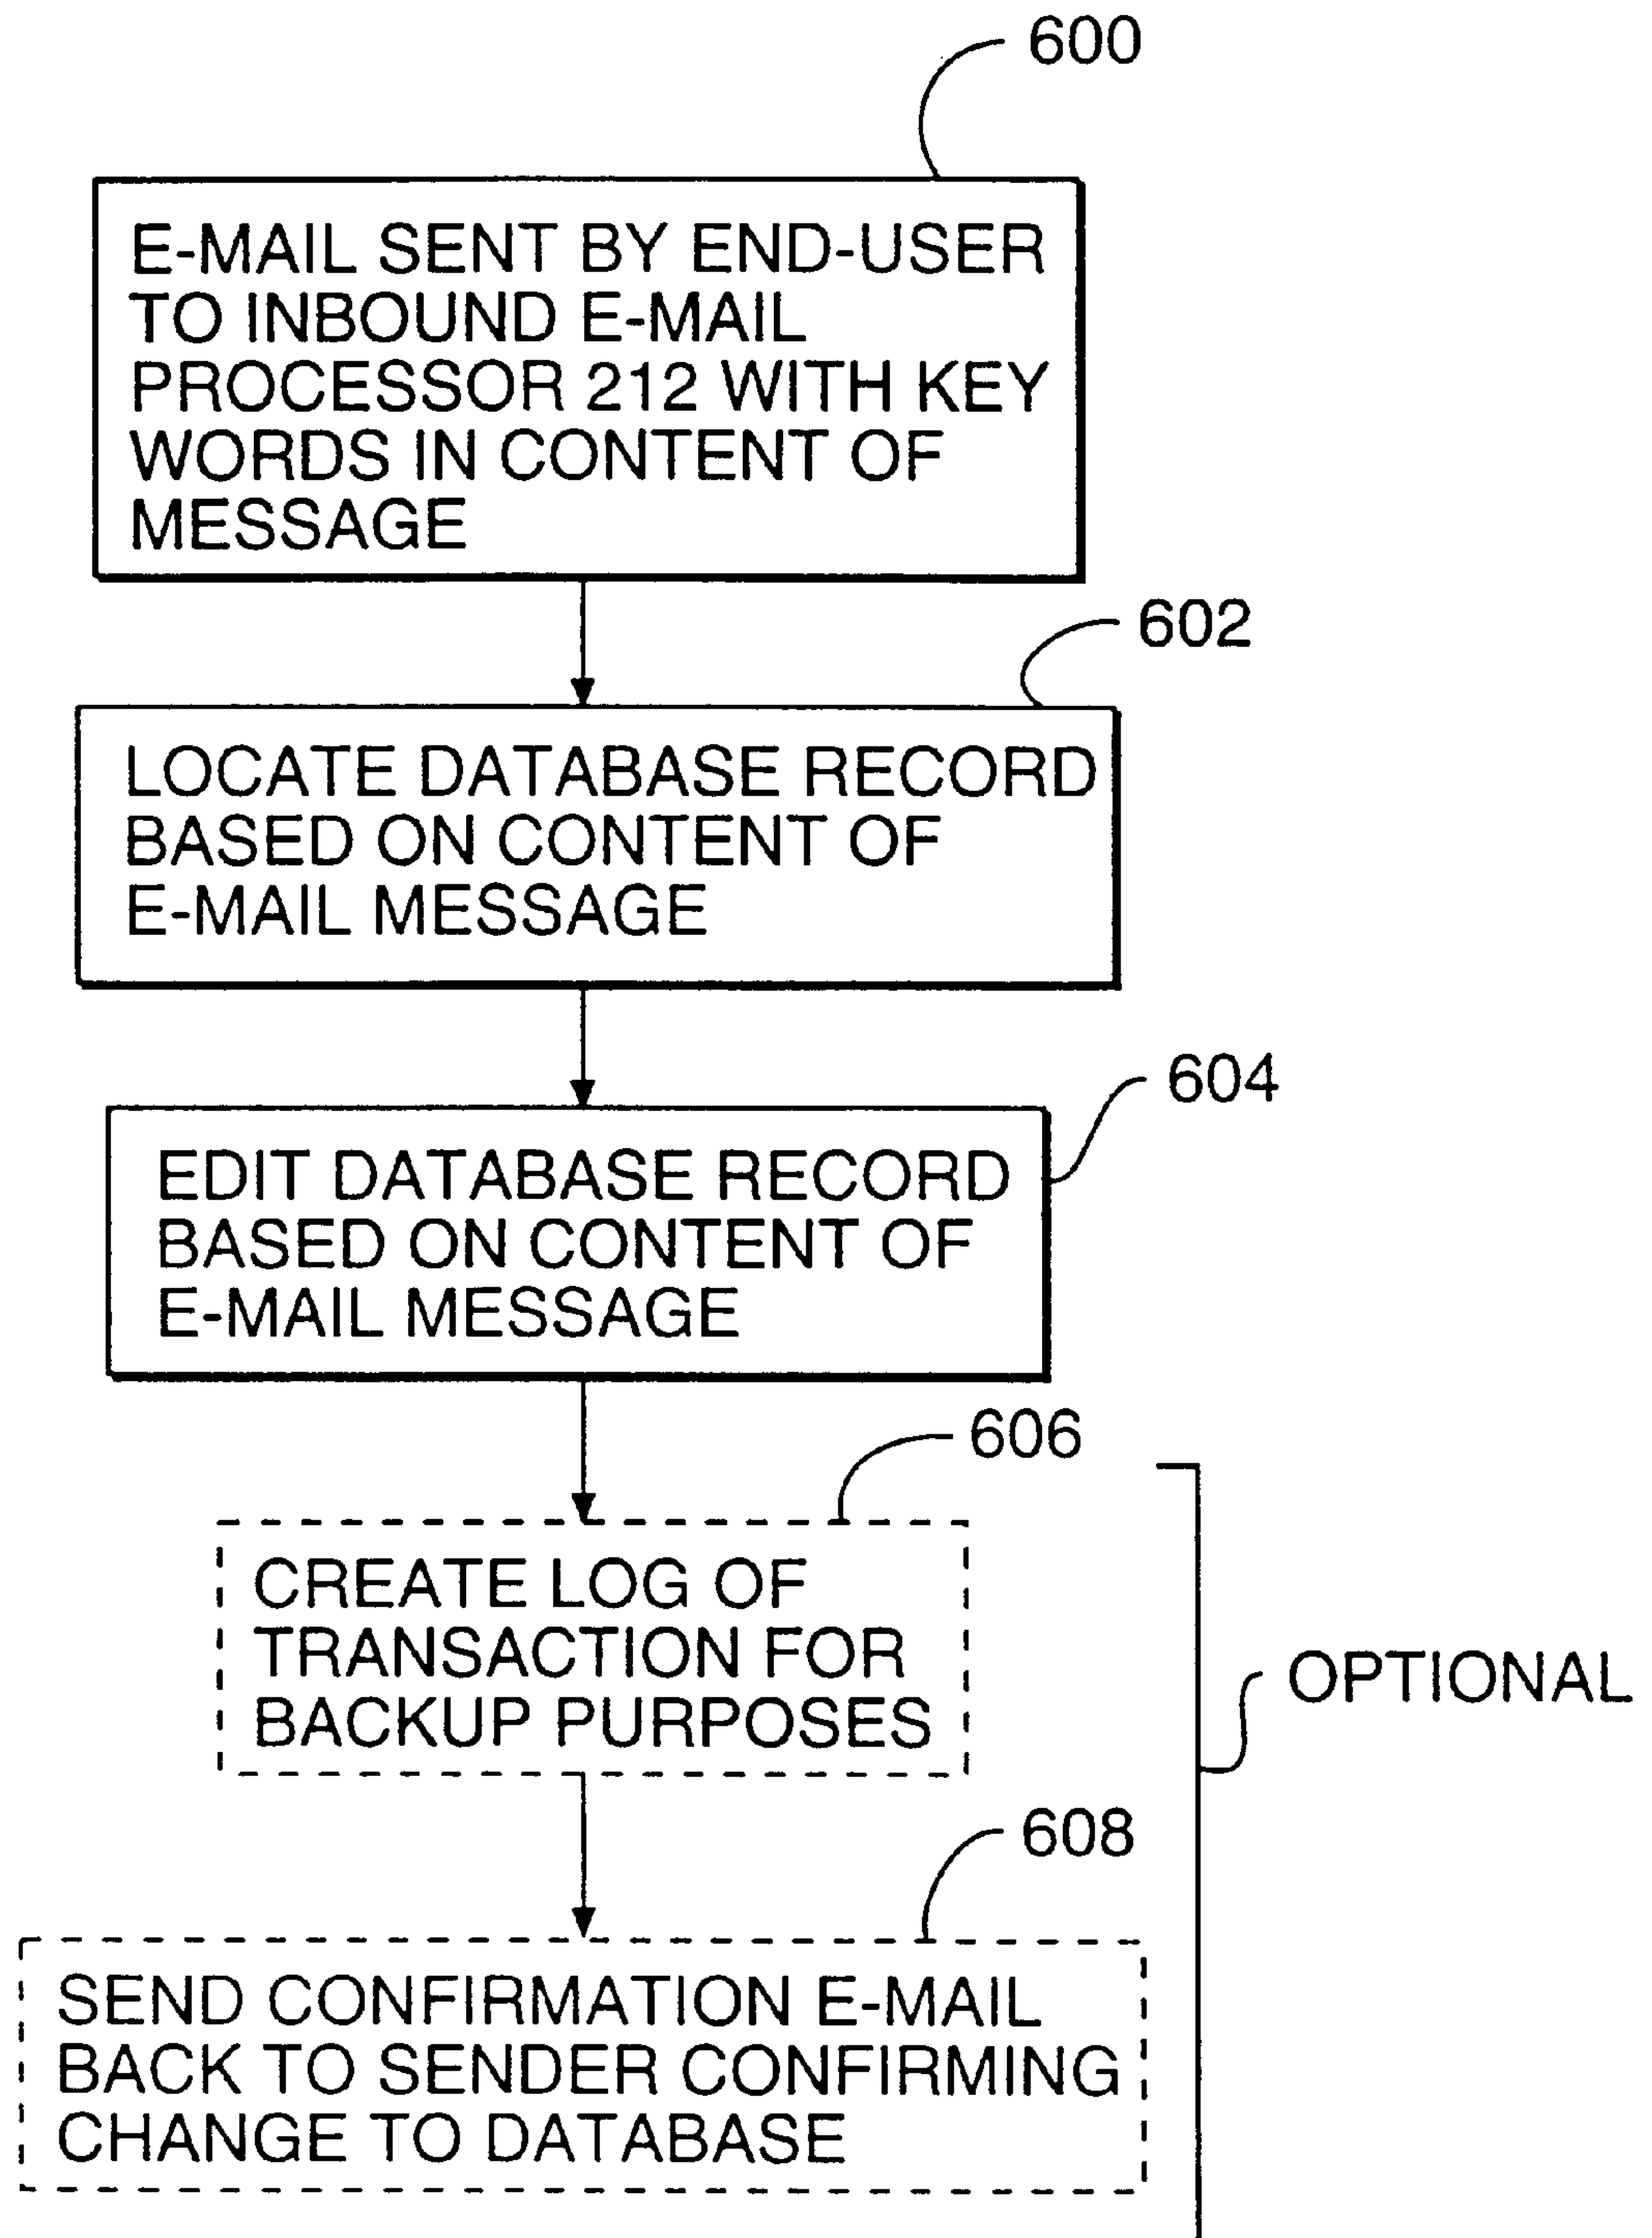 600
E-MAIL SENT BY END-USER
TO INBOUND E-MAIL
PROCESSOR 212 WITH KEY
WORDS IN CONTENT OF
MESSAGE
602
LOCATE DATABASE RECORD
BASED ON CONTENT OF
E-MAIL MESSAGE
604
EDIT DATABASE RECORD
BASED ON CONTENT OF
E-MAIL MESSAGE
606
CREATE LOG OF
TRANSACTION FOR
BACKUP PURPOSES
OPTIONAL
608
SEND CONFIRMATION E-MAIL
BACK TO SENDER CONFIRMING
CHANGE TO DATABASE